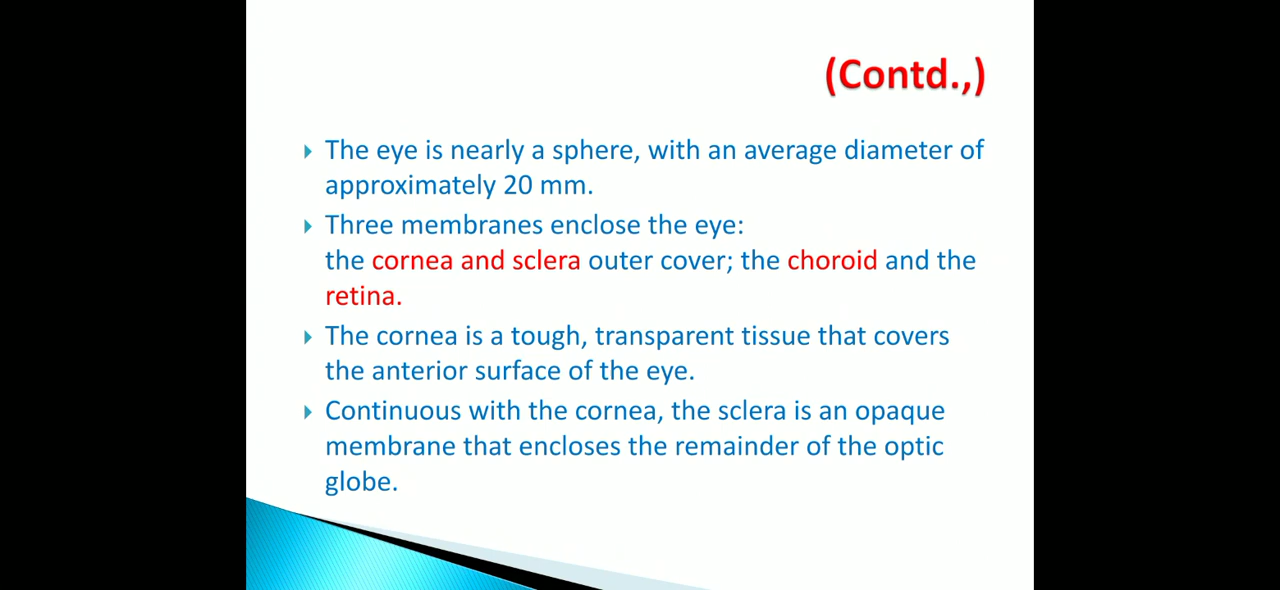 (Contd.,)
The eye is nearly a sphere, with an average diameter of
approximately 20 mm.
Three membranes enclose the eye:
the cornea and sclera outer cover; the choroid and the
retina.
The cornea is a tough, transparent tissue that covers
the anterior surface of the eye.
Continuous with the cornea, the sclera is an opaque
membrane that encloses the remainder of the optic
globe.